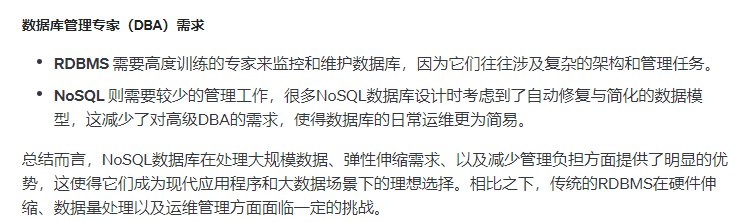 数据库管理专家（DBA）需求
RDBMS 需要高度训练的专家来监控和维护数据库，因为它们往往涉及复杂的架构和管理任务。
NoSQL 则需要较少的管理工作，很多NoSQL数据库设计时考虑到了自动修复与简化的数据模
型，这减少了对高级DBA的需求，使得数据库的日常运维更为简易。
总结而言，NoSQL数据库在处理大规模数据、弹性伸缩需求、以及减少管理负担方面提供了明显的优
势，这使得它们成为现代应用程序和大数据场景下的理想选择。相比之下，传统的RDBMS在硬件伸
缩、数据量处理以及运维管理方面面临一定的挑战。